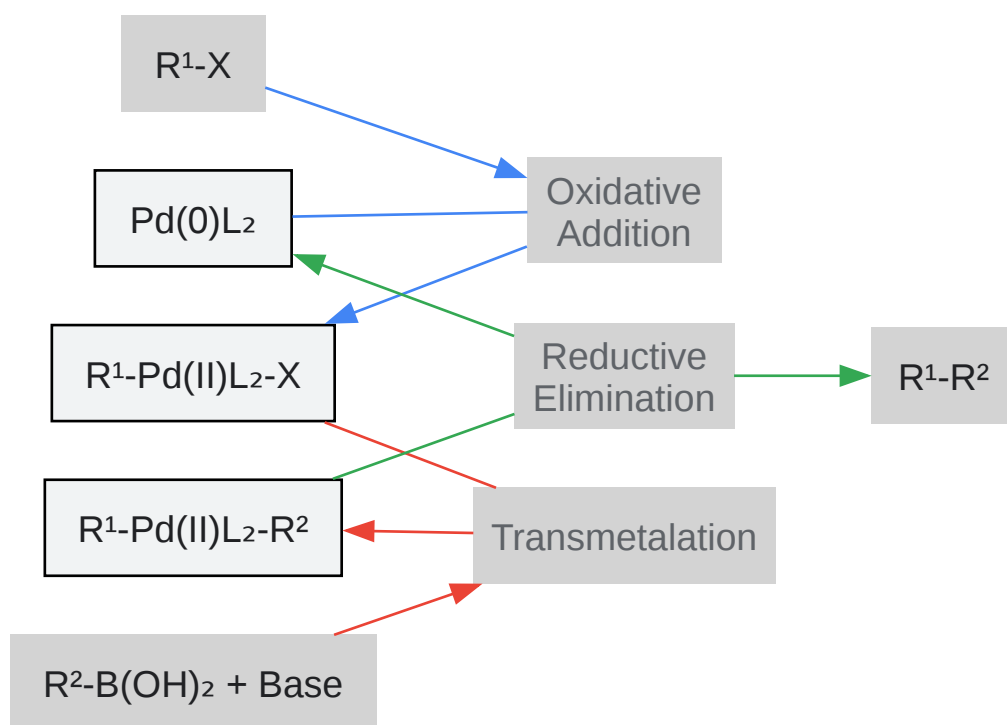 R¹-X
Oxidative
Addition
Pd(0)L₂
R¹-Pd(II)L₂-X
Reductive
Elimination
R¹-R²
R¹-Pd(II)L₂-R²
Transmetalation
R²-B(OH)₂ + Base